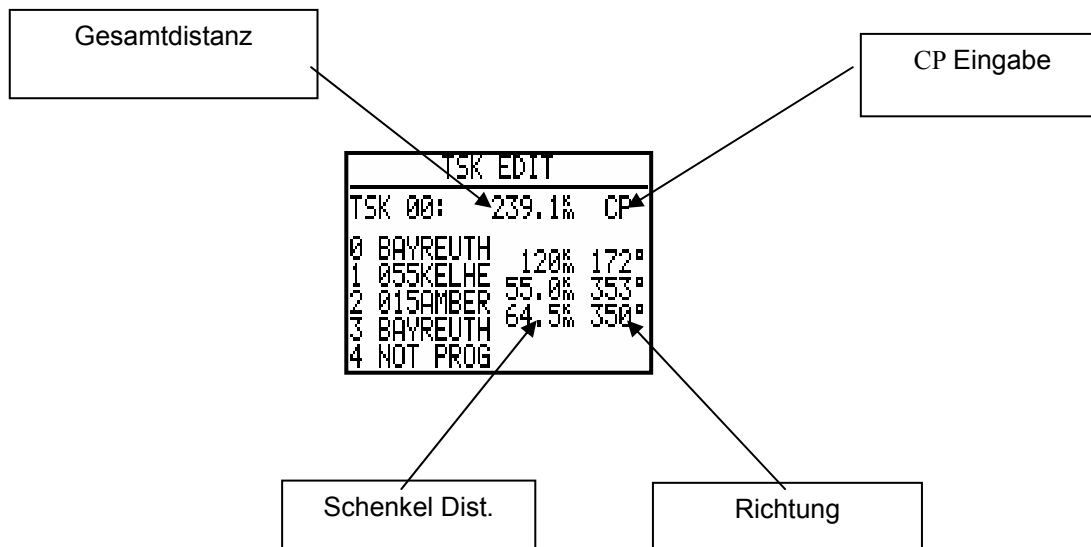 Gesamtdistanz
CP Eingabe
TSK EDIT
TSK 00: 239.1km CP
0 BAYREUTH
120km 172°
1 055KELHE
55.0km 353°
2 015AMBER
64.5km 350°
3 BAYREUTH
4 NOT PROG
Schenkel Dist.
Richtung